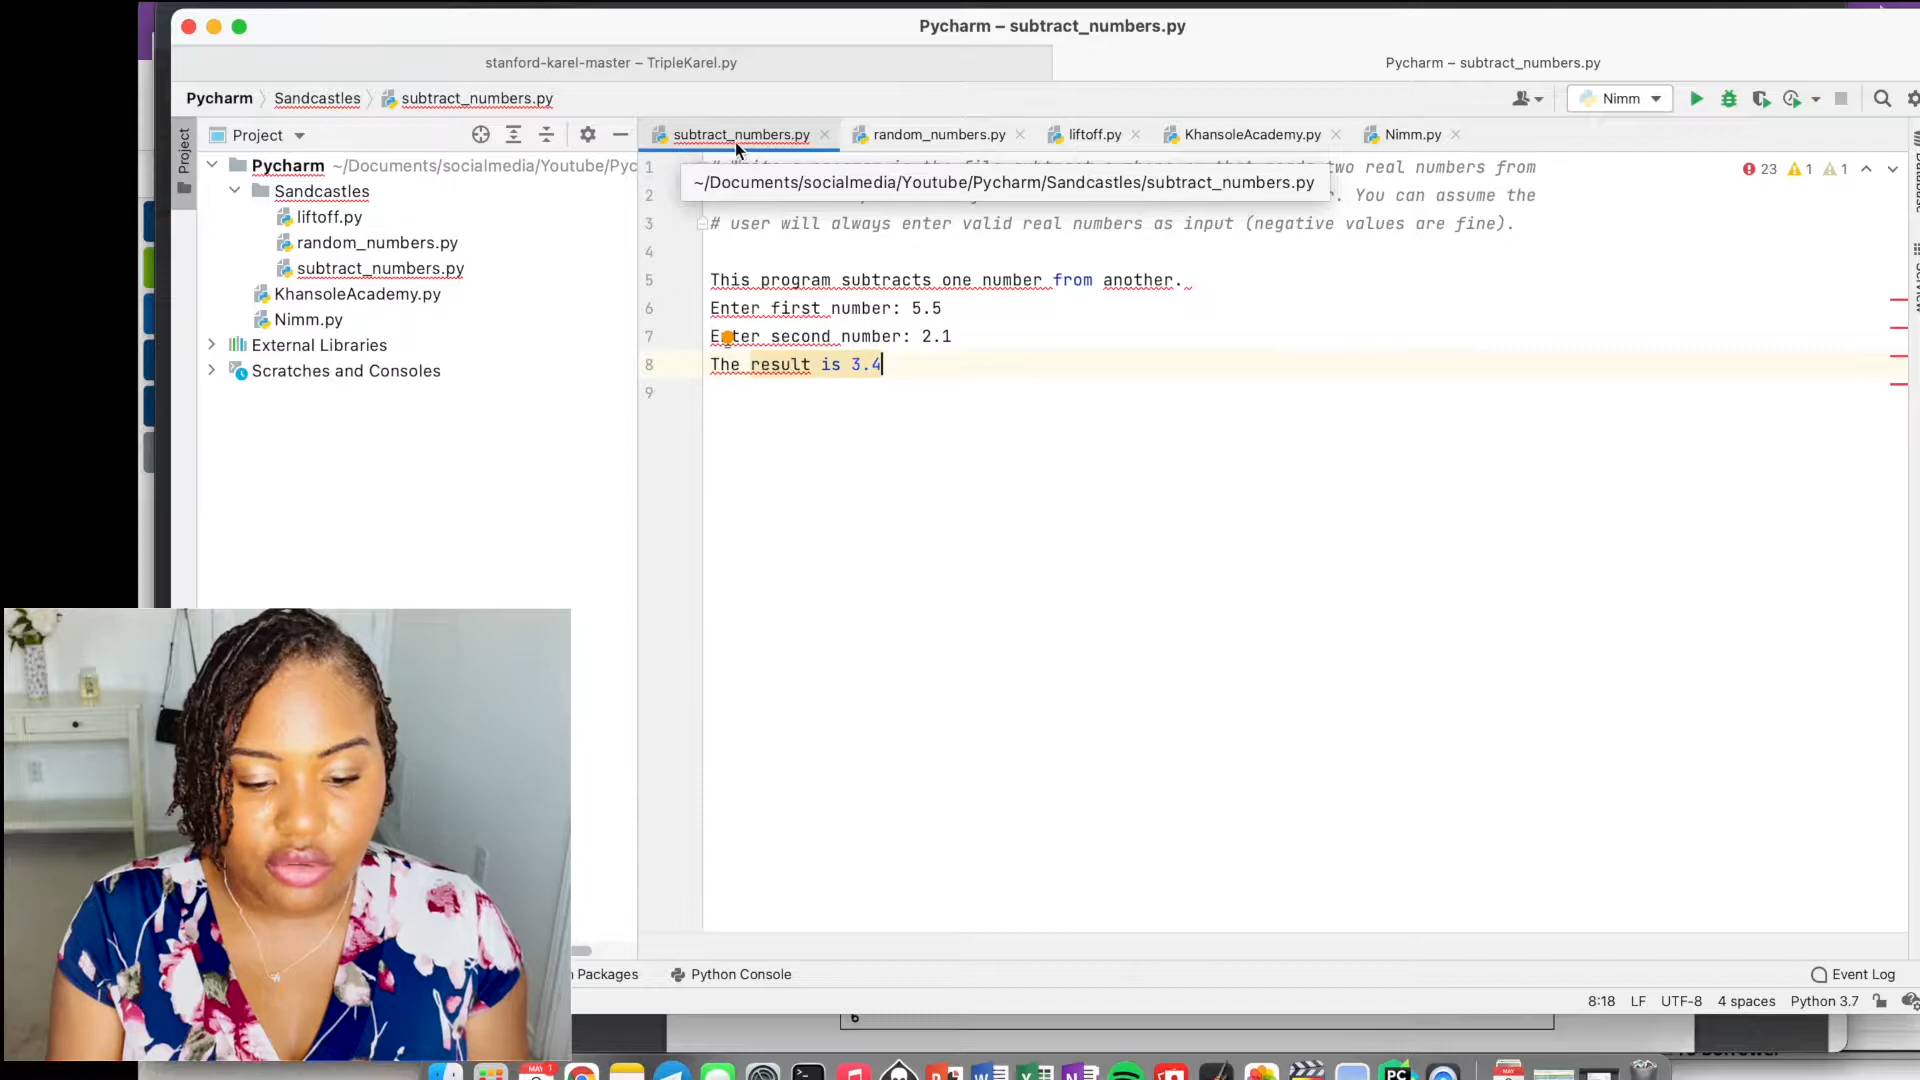 Pycharm – subtract_numbers.py
stanford-karel-master – TripleKarel.py
Pycharm – subtract_numbers.py
Pycharm
Sandcastles
subtract_numbers.py
Nimm
Project
Project
subtract_numbers.py
random_numbers.py
liftoff.py
KhansoleAcademy.py
Nimm.py
Pycharm ~/Documents/socialmedia/Youtube/Pyc
Sandcastles
liftoff.py
random_numbers.py
subtract_numbers.py
KhansoleAcademy.py
Nimm.py
External Libraries
Scratches and Consoles
1 two real numbers from
~/Documents/socialmedia/Youtube/Pycharm/Sandcastles/subtract_numbers.py
2 . You can assume the
3 # user will always enter valid real numbers as input (negative values are fine).
4
5 This program subtracts one number from another.
6 Enter first number: 5.5
7 Enter second number: 2.1
8 The result is 3.4
9
23 1 1
Database
SciView
Packages
Python Console
Event Log
8:18 LF UTF-8 4 spaces Python 3.7
6
MAY
PC